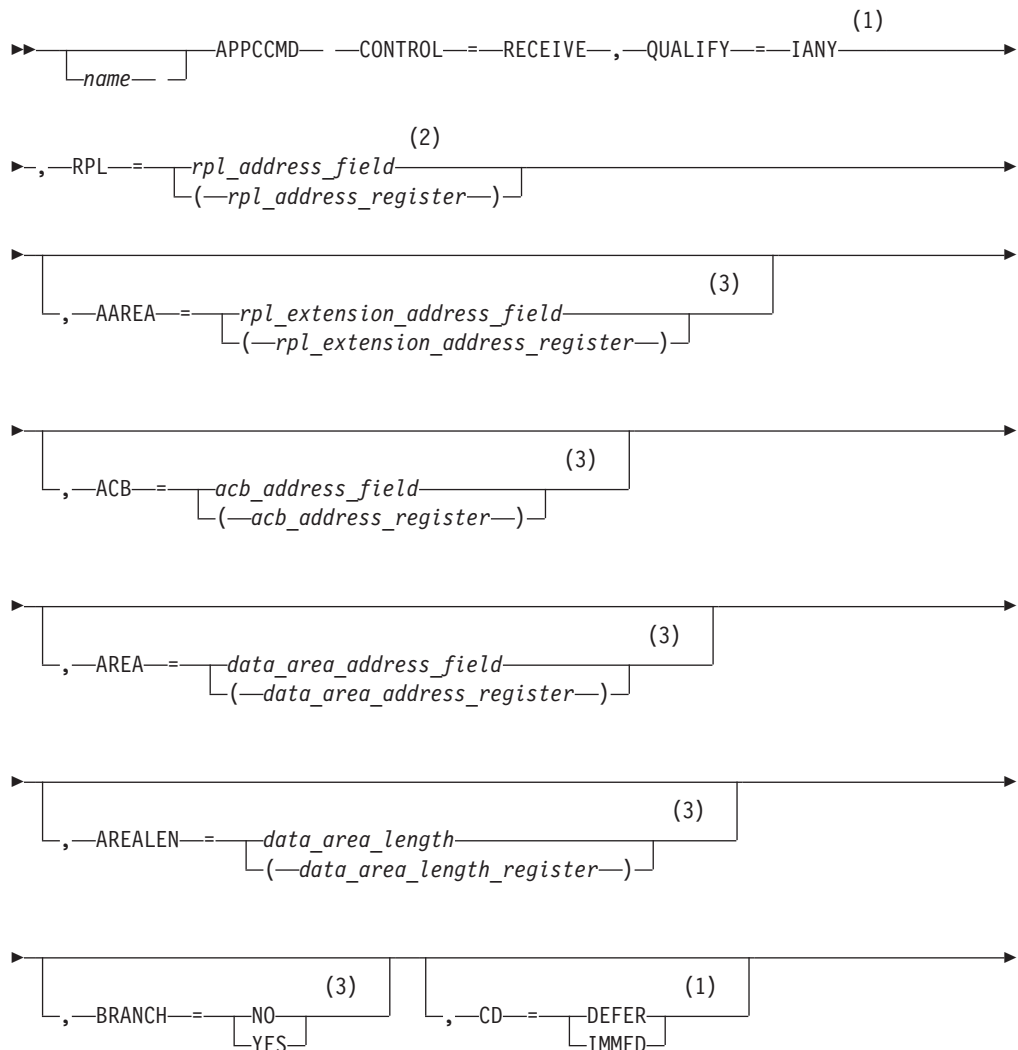 (1)
APPCCMD CONTROL = RECEIVE , QUALIFY = IANY
name
(2)
, RPL = rpl_address_field
( rpl_address_register )
(3)
, AAREA = rpl_extension_address_field
( rpl_extension_address_register )
(3)
, ACB = acb_address_field
( acb_address_register )
(3)
, AREA = data_area_address_field
( data_area_address_register )
(3)
, AREALEN = data_area_length
( data_area_length_register )
(3) (1)
, BRANCH = NO , CD = DEFER
YES IMMED